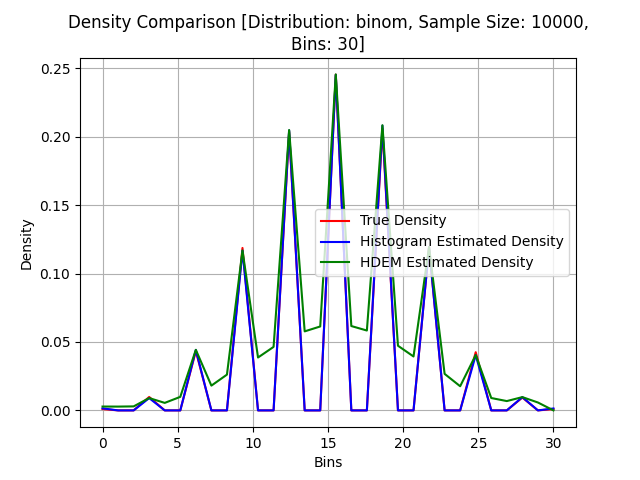 Density Comparison [Distribution: binom, Sample Size: 10000,
Bins: 30]
0.25
0.20
0.15
0.10
0.05
0.00
Density
True Density
Histogram Estimated Density
HDEM Estimated Density
0 5 10 15 20 25 30
Bins